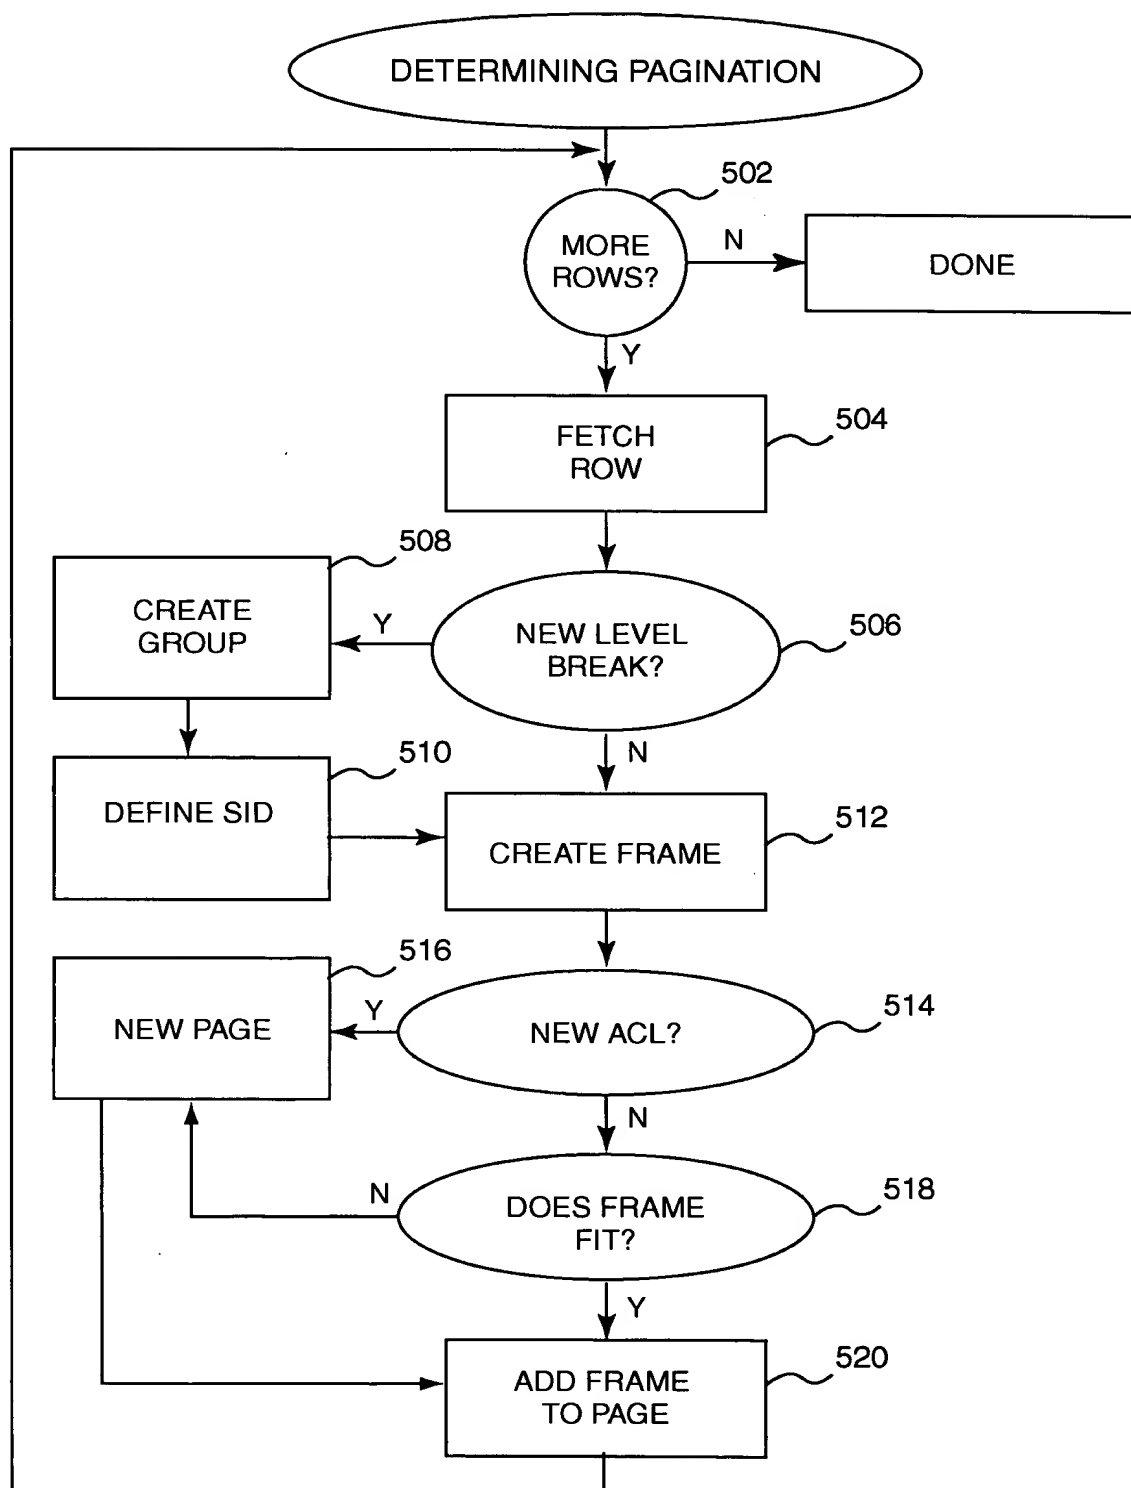 DETERMINING PAGINATION
502
MORE
ROWS?
N
DONE
Y
504
FETCH
ROW
508
CREATE
GROUP
Y
NEW LEVEL
BREAK?
506
N
510
DEFINE SID
512
CREATE FRAME
516
NEW PAGE
Y
NEW ACL?
514
N
518
N
DOES FRAME
FIT?
Y
520
ADD FRAME
TO PAGE